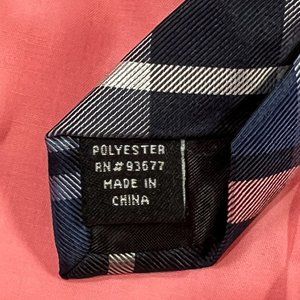 POLYESTER
RN#93677
MADE IN
CHINA